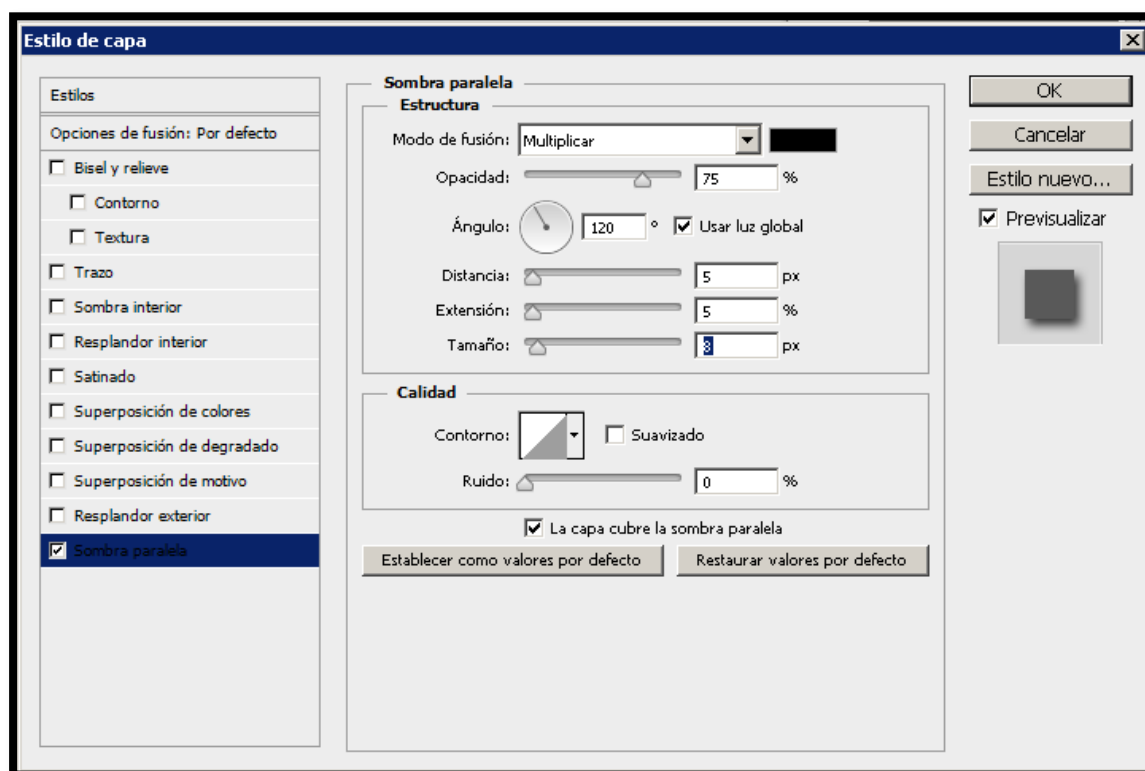 Estilo de capa
Estilos
Opciones de fusión: Por defecto
Bisel y relieve
Contorno
Textura
Trazo
Sombra interior
Resplandor interior
Satinado
Superposición de colores
Superposición de degradado
Superposición de motivo
Resplandor exterior
Sombra paralela
Sombra paralela
Estructura
Modo de fusión: Multiplicar
Opacidad: 75 %
Ángulo: 120 ° Usar luz global
Distancia: 5 px
Extensión: 5 %
Tamaño: 8 px
Calidad
Contorno: Suavizado
Ruido: 0 %
La capa cubre la sombra paralela
Establecer como valores por defecto Restaurar valores por defecto
OK
Cancelar
Estilo nuevo...
Previsualizar